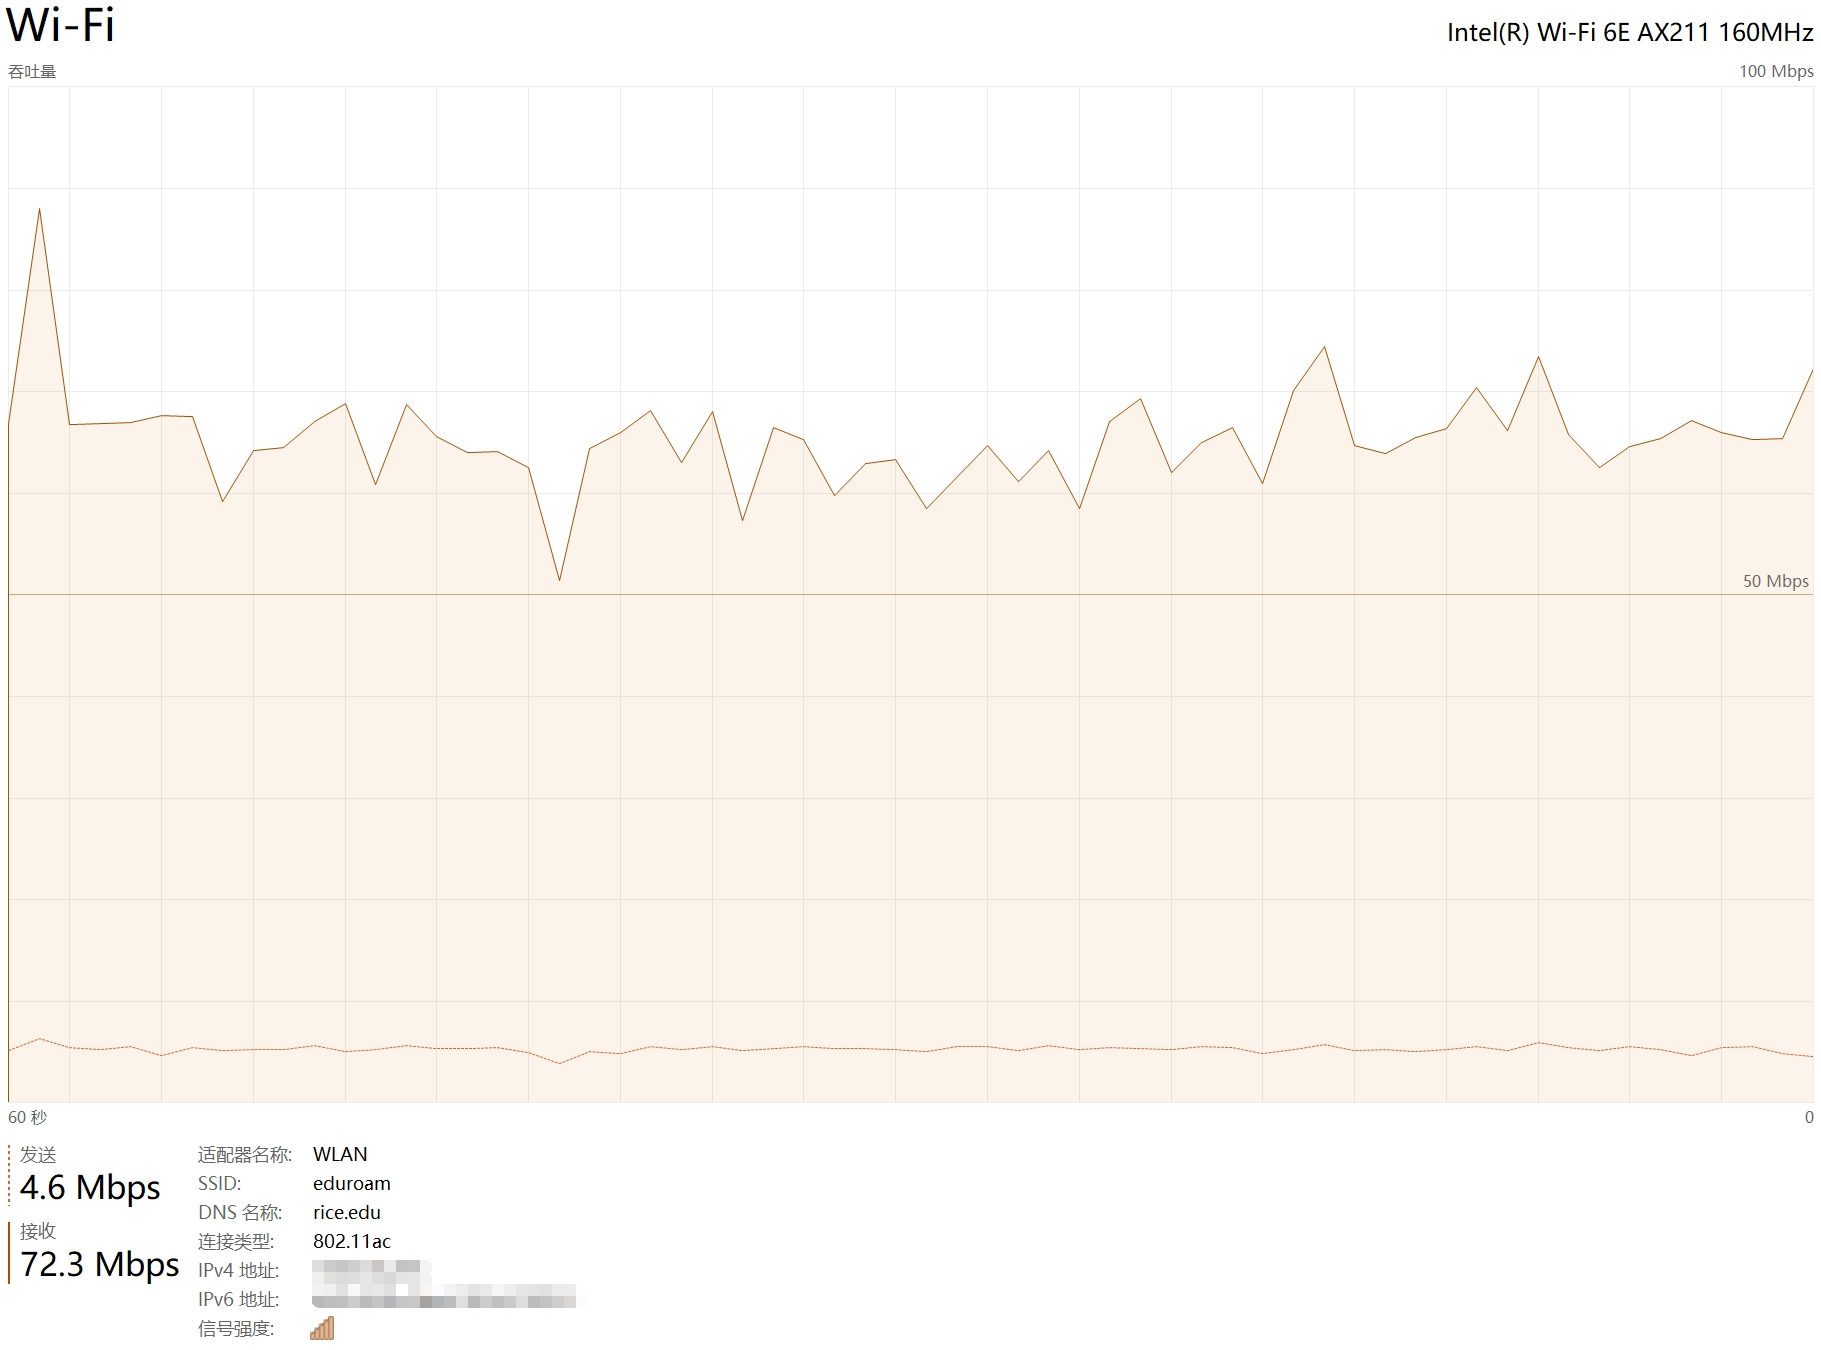 Wi-Fi
Intel(R) Wi-Fi 6E AX211 160MHz
吞吐量
100 Mbps
50 Mbps
60 秒
0
发送
4.6 Mbps
接收
72.3 Mbps
适配器名称: WLAN
SSID: eduroam
DNS 名称: rice.edu
连接类型: 802.11ac
IPv4 地址:
IPv6 地址:
信号强度: